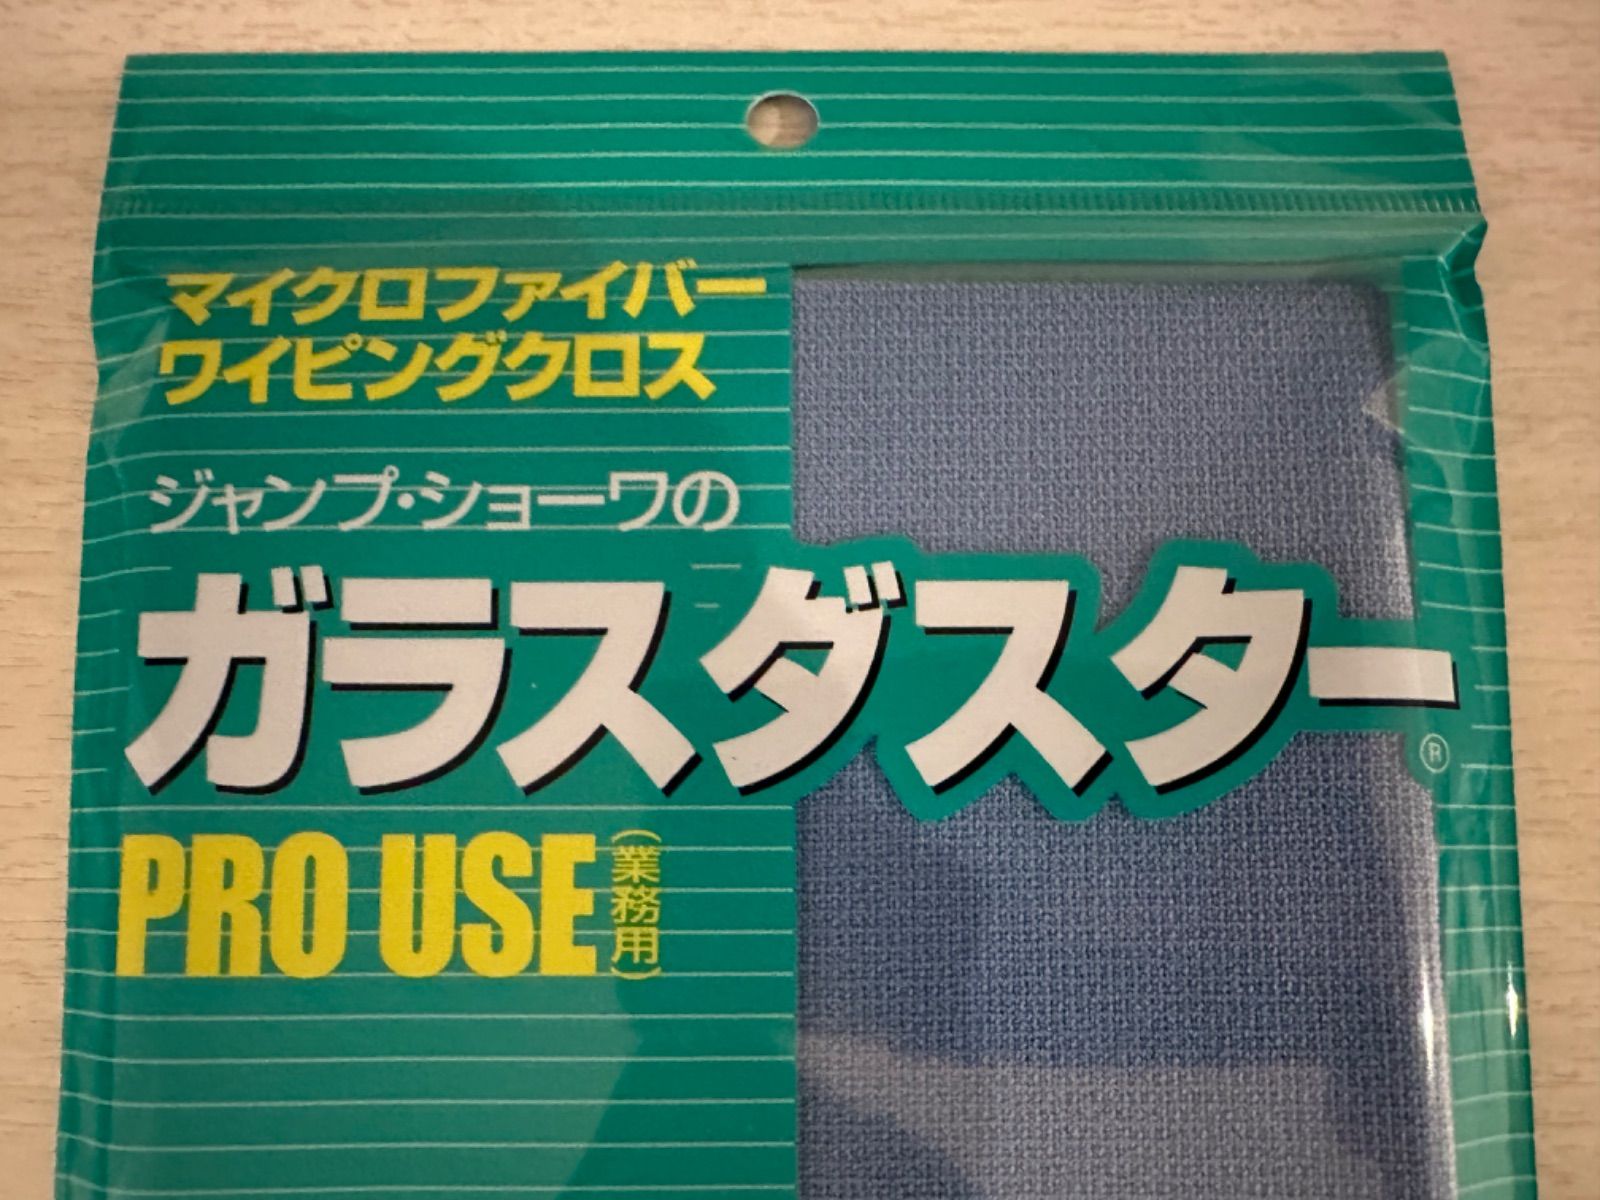 マイクロファイバー
ワイピングクロス
ジャンプ・ショーワの
ガラスダスター®
PRO USE（業務用）